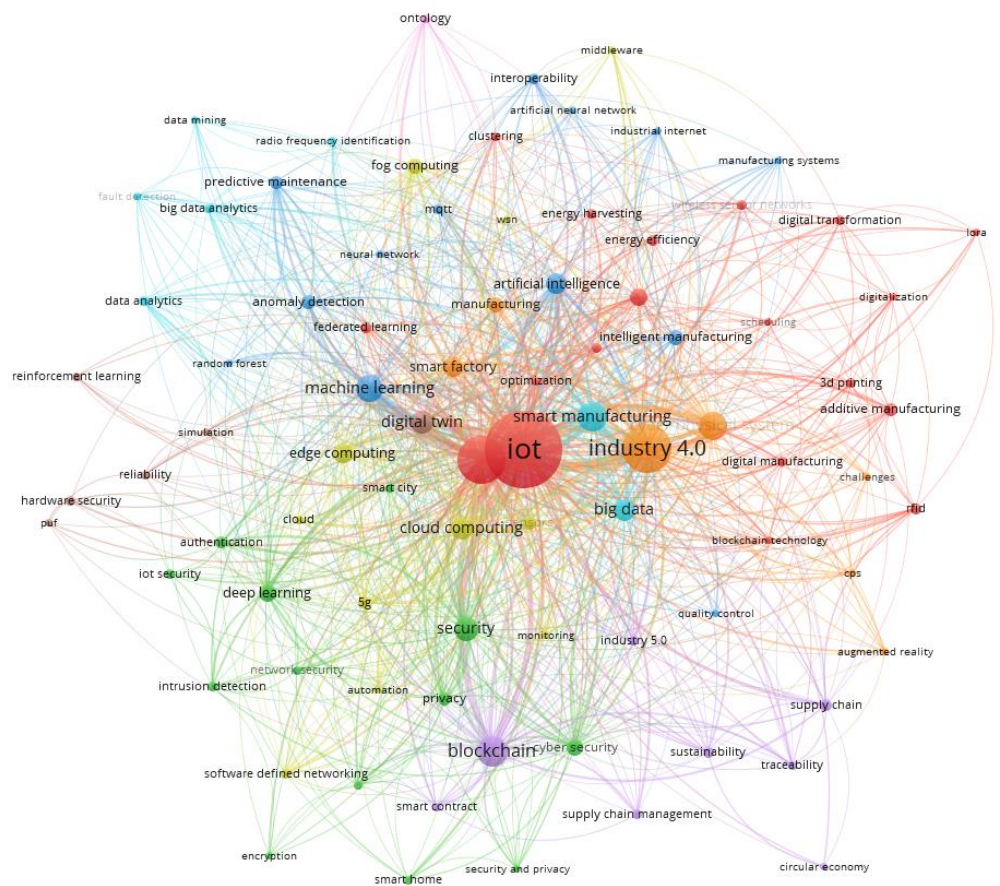 ontology
middleware
interoperability
artificial neural network
data mining
industrial internet
clustering
radio frequency identification
manufacturing systems
fog computing
predictive maintenance
fault detection
big data analytics
mqtt
wsn
energy harvesting
wireless sensor networks
digital transformation
lora
energy efficiency
neural network
artificial intelligence
data analytics
anomaly detection
manufacturing
digitalization
federated learning
scheduling
intelligent manufacturing
random forest
smart factory
reinforcement learning
optimization
machine learning
3d printing
additive manufacturing
smart manufacturing
digital twin
simulation
iot
industry 4.0
edge computing
digital manufacturing
reliability
smart city
challenges
hardware security
big data
rfid
puf
cloud
cloud computing
authentication
blockchain technology
iot security
cps
deep learning
5g
quality control
security
monitoring
industry 5.0
augmented reality
network security
intrusion detection
automation
privacy
supply chain
blockchain
cyber security
sustainability
traceability
software defined networking
smart contract
supply chain management
encryption
security and privacy
circular economy
smart home